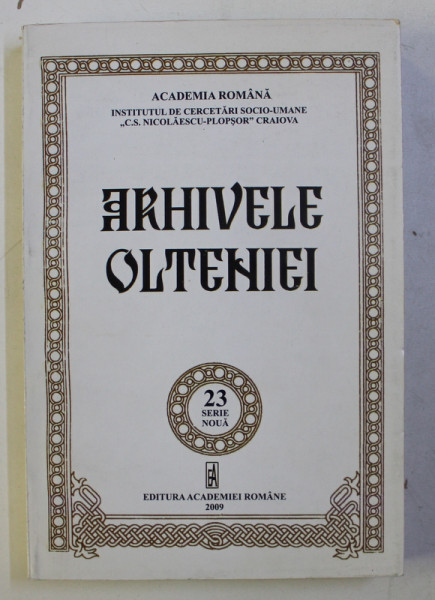 ACADEMIA ROMÂNĂ
INSTITUTUL DE CERCETĂRI SOCIO-UMANE
„C.S. NICOLĂESCU-PLOPȘOR” CRAIOVA
ARHIVELE
OLTENIEI
23
SERIE
NOUĂ
EA
EDITURA ACADEMIEI ROMÂNE
2009